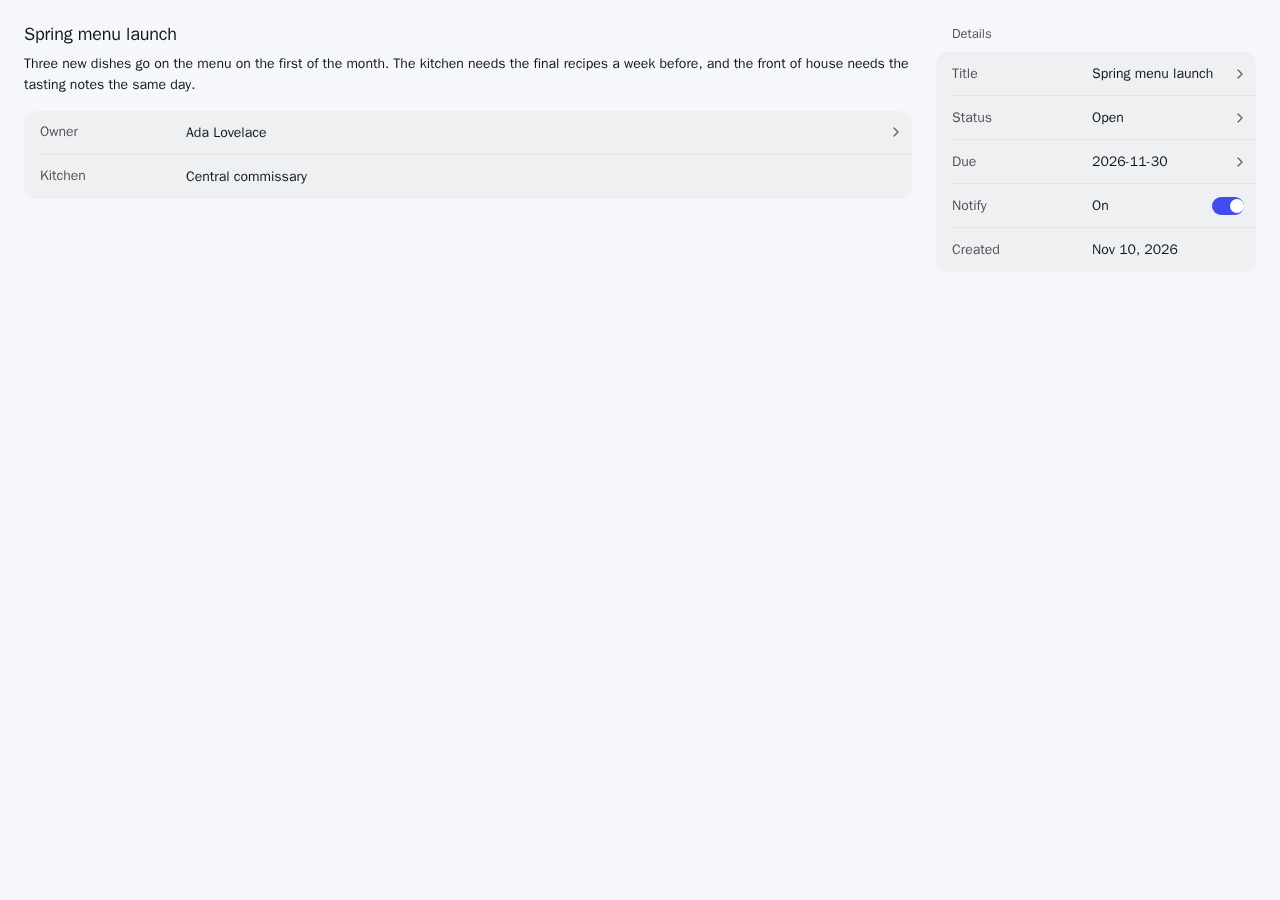 Spring menu launch
Three new dishes go on the menu on the first of the month. The kitchen needs the final recipes a week before, and the front of house needs the
tasting notes the same day.
Owner Ada Lovelace
Kitchen Central commissary
Details
Title Spring menu launch
Status Open
Due 2026-11-30
Notify On
Created Nov 10, 2026